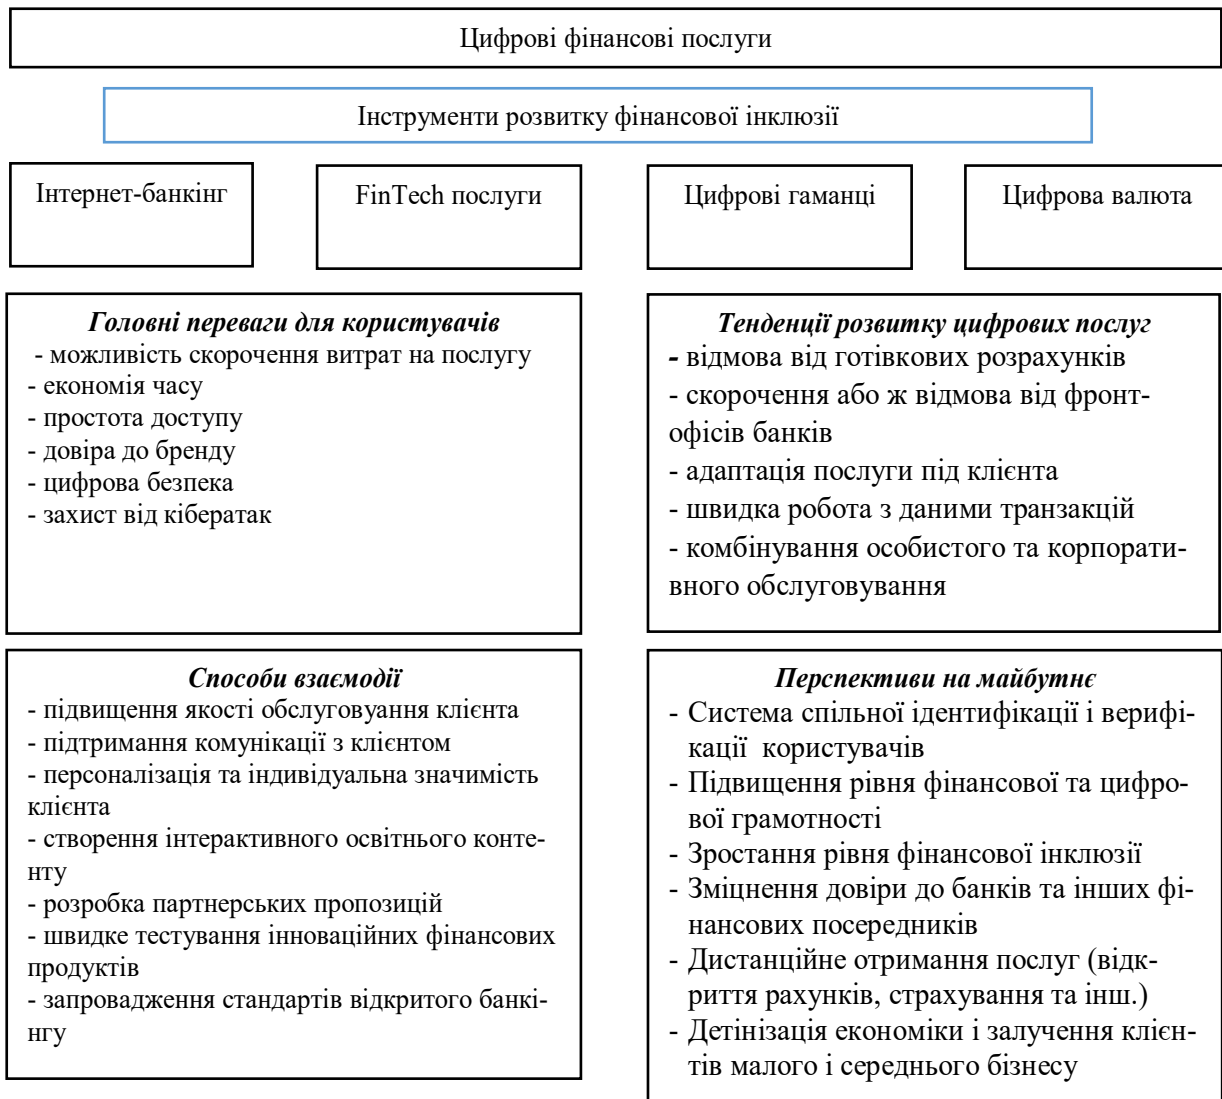 Цифрові фінансові послуги
Інструменти розвитку фінансової інклюзії
Інтернет-банкінг
FinTech послуги
Цифрові гаманці
Цифрова валюта
Головні переваги для користувачів
- можливість скорочення витрат на послугу
- економія часу
- простота доступу
- довіра до бренду
- цифрова безпека
- захист від кібератак
Тенденції розвитку цифрових послуг
- відмова від готівкових розрахунків
- скорочення або ж відмова від фронт-
офісів банків
- адаптація послуги під клієнта
- швидка робота з даними транзакцій
- комбінування особистого та корпорати-
вного обслуговування
Способи взаємодії
- підвищення якості обслуговуання клієнта
- підтримання комунікації з клієнтом
- персоналізація та індивідуальна значимість
клієнта
- створення інтерактивного освітнього конте-
нту
- розробка партнерських пропозицій
- швидке тестування інноваційних фінансових
продуктів
- запровадження стандартів відкритого банкі-
нгу
Перспективи на майбутнє
- Система спільної ідентифікації і верифі-
кації користувачів
- Підвищення рівня фінансової та цифро-
вої грамотності
- Зростання рівня фінансової інклюзії
- Зміцнення довіри до банків та інших фі-
нансових посередників
- Дистанційне отримання послуг (відк-
риття рахунків, страхування та інш.)
- Детінізація економіки і залучення клієн-
тів малого і середнього бізнесу